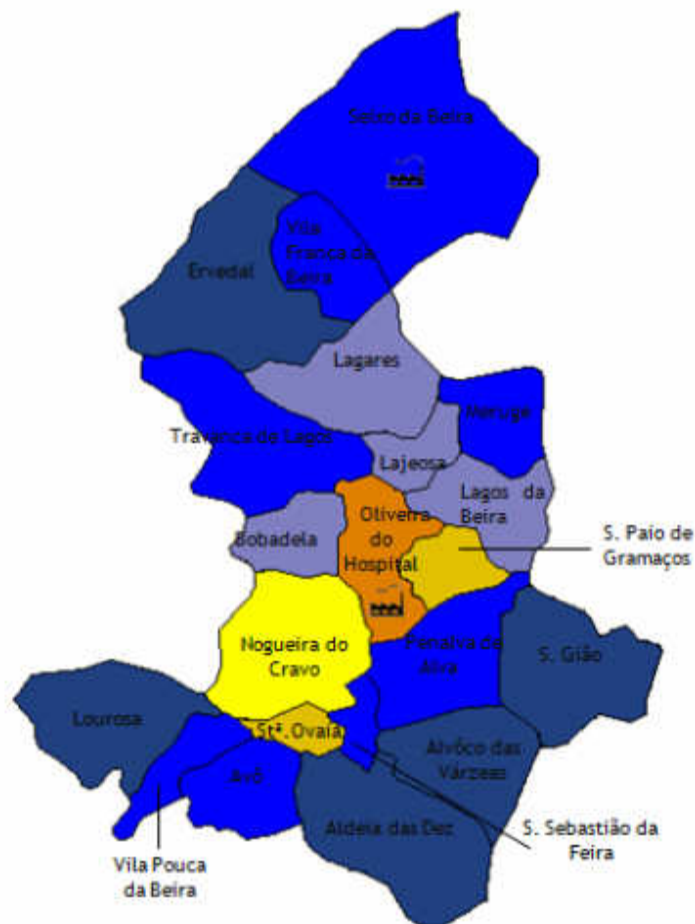 Seixo da Beira
Vila
Franca da
Beira
Ervedal
Lagares
Meruge
Travanca de Lagos
Lajeosa
Lagos da
Beira
Oliveira
do
Hospital
Bobadela
S. Paio de
Gramaços
Nogueira do
Cravo
Penalva de
Alva
S. Gião
Lourosa
Stª. Ovaia
Alvôco das
Várzeas
Avô
Aldeia das Dez
S. Sebastião da
Feira
Vila Pouca
da Beira